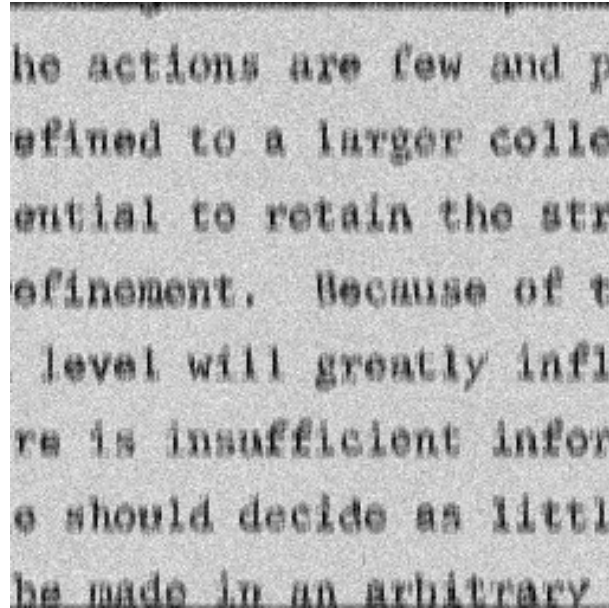 he actions are few and p
efined to a larger colle
ential to retain the str
efinement. Because of t
level will greatly infl
re is insufficient infor
e should decide as littl
be made in an arbitrary